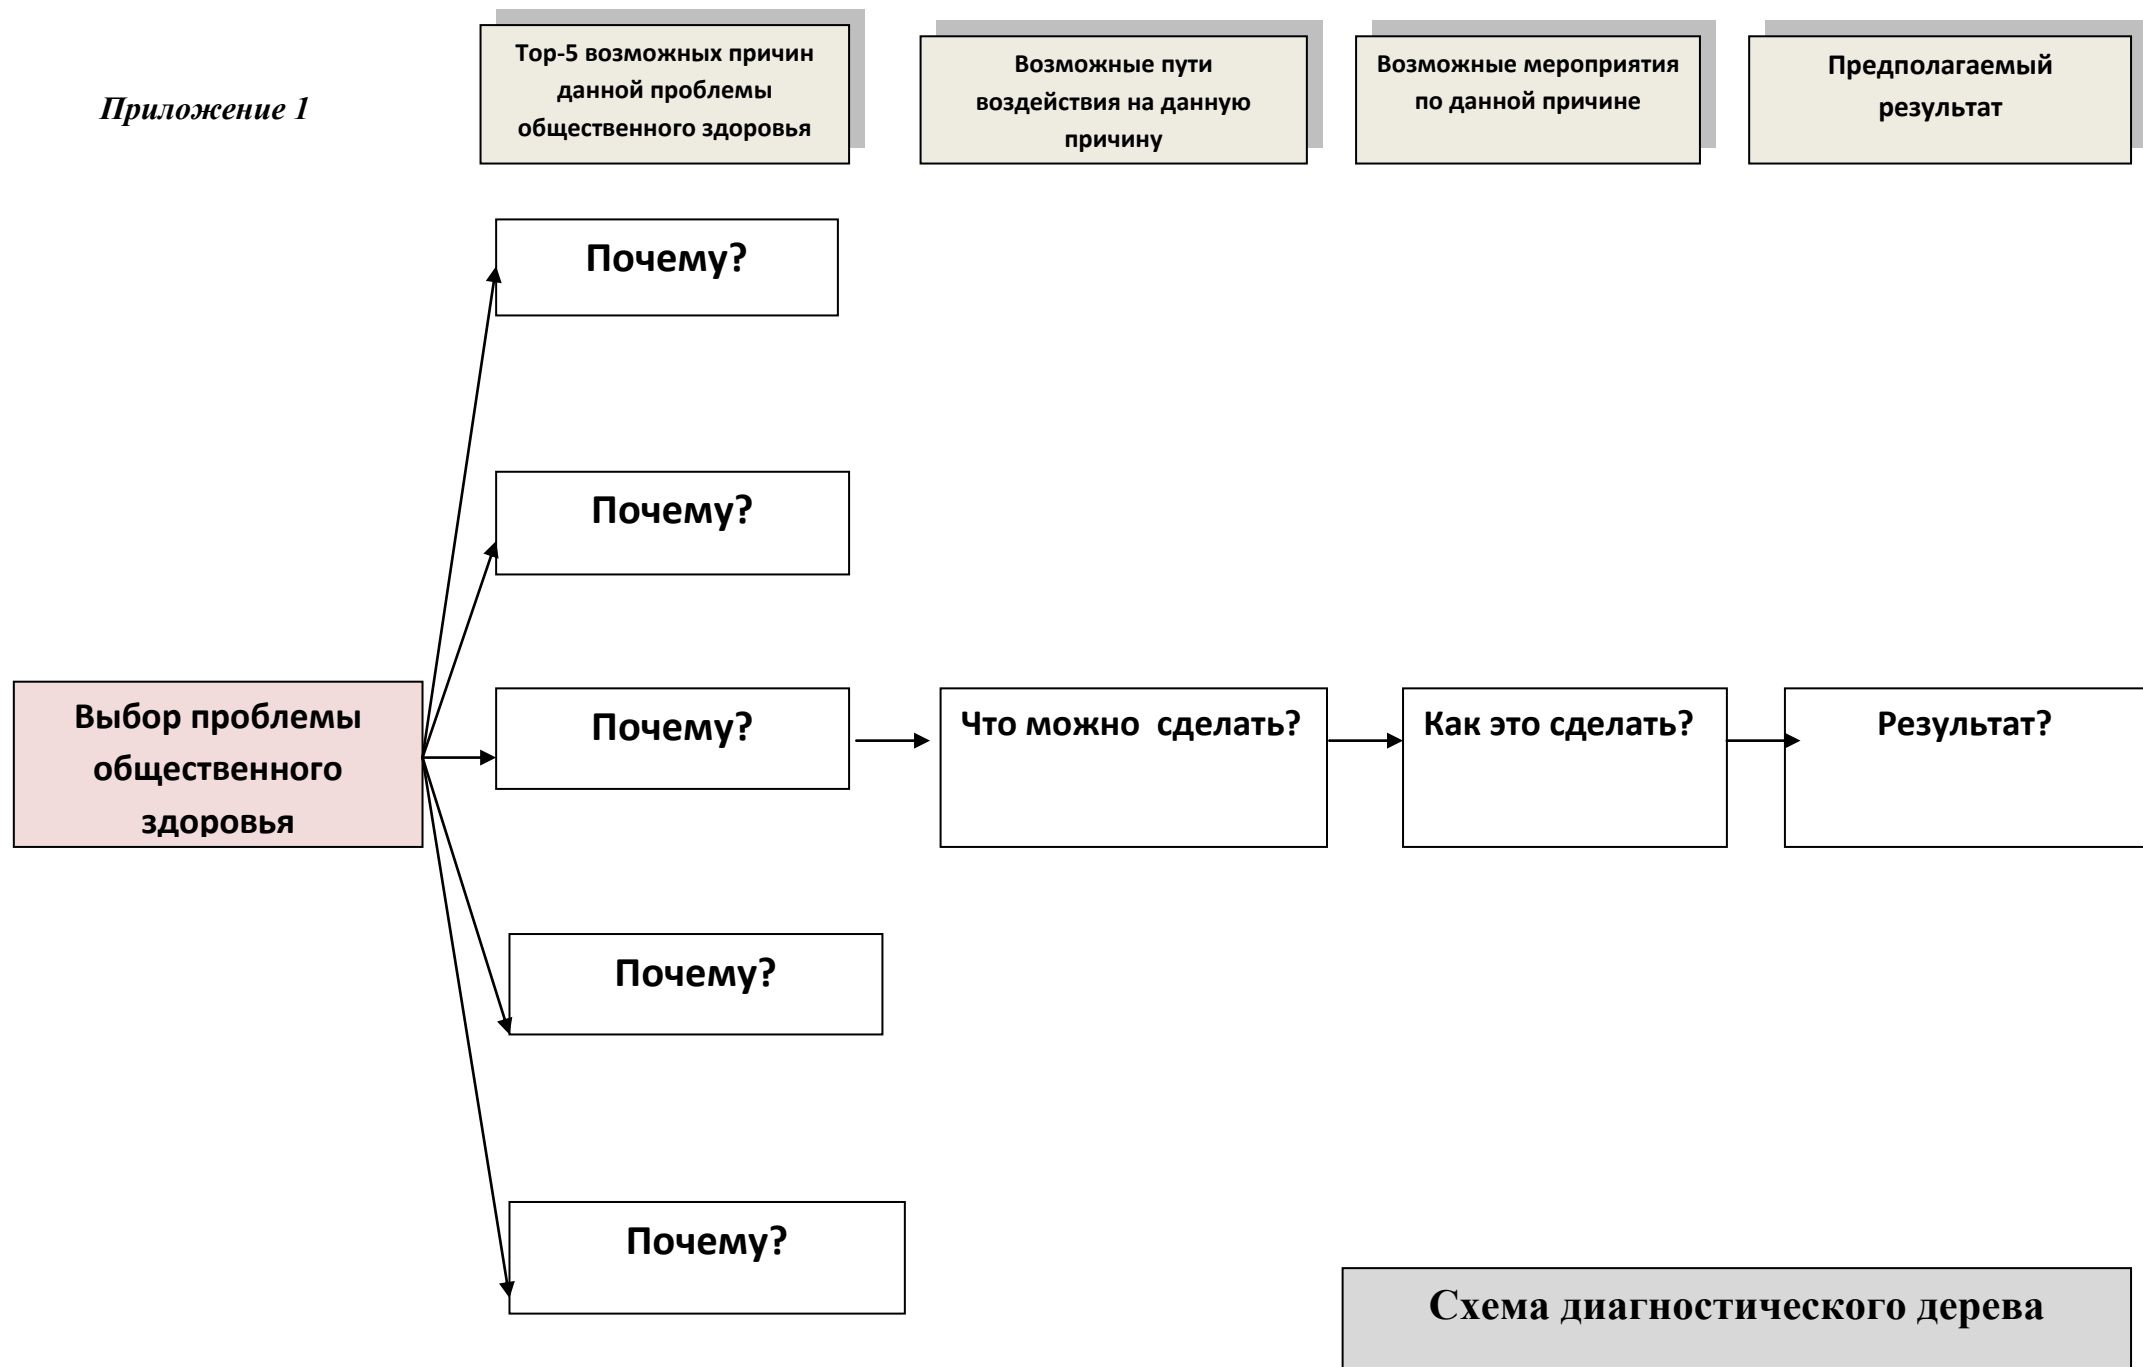 Приложение 1
Top-5 возможных причин
данной проблемы
общественного здоровья
Возможные пути
воздействия на данную
причину
Возможные мероприятия
по данной причине
Предполагаемый
результат
Почему?
Почему?
Выбор проблемы
общественного
здоровья
Почему?
Что можно  сделать?
Как это сделать?
Результат?
Почему?
Почему?
Схема диагностического дерева